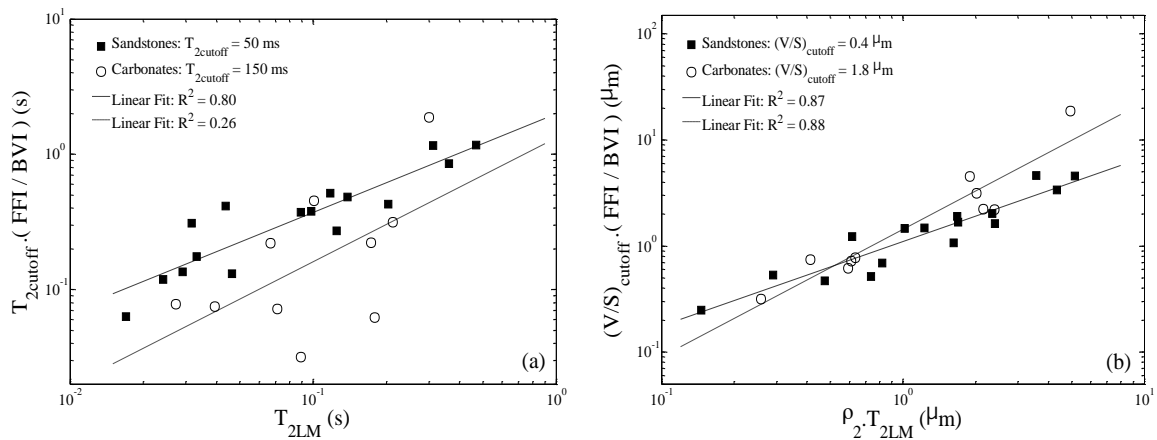 ■ Sandstones: T2cutoff = 50 ms
○ Carbonates: T2cutoff = 150 ms
Linear Fit: R² = 0.80
Linear Fit: R² = 0.26
T2cutoff.( FFI / BVI ) (s)
10¹
10⁰
10⁻¹
10⁻²
10⁻²
10⁻¹
10⁰
T2LM (s)
(a)
■ Sandstones: (V/S)cutoff = 0.4 μm
○ Carbonates: (V/S)cutoff = 1.8 μm
Linear Fit: R² = 0.87
Linear Fit: R² = 0.88
(V/S)cutoff.( FFI / BVI ) (μm)
10²
10¹
10⁰
10⁻¹
10⁻¹
10⁰
10¹
ρ2.T2LM (μm)
(b)